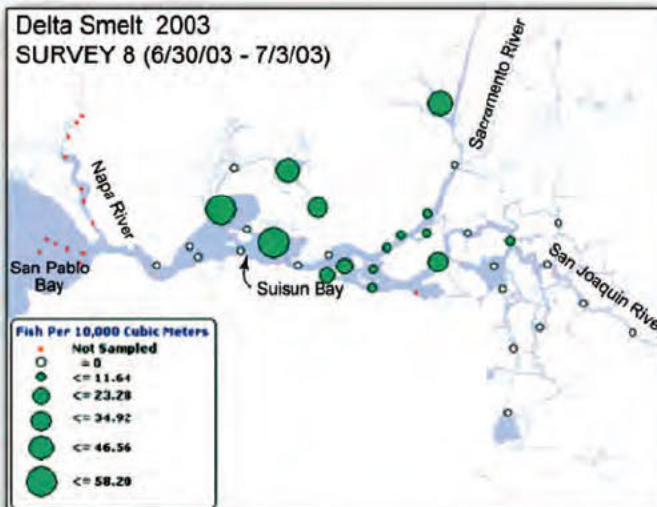 Delta Smelt 2003
SURVEY 8 (6/30/03 - 7/3/03)
Sacramento River
Napa River
San Pablo
Bay
Suisun Bay
San Joaquin River
Fish Per 10,000 Cubic Meters
Not Sampled
= 0
<= 11.64
<= 23.28
<= 34.92
<= 46.56
<= 58.20